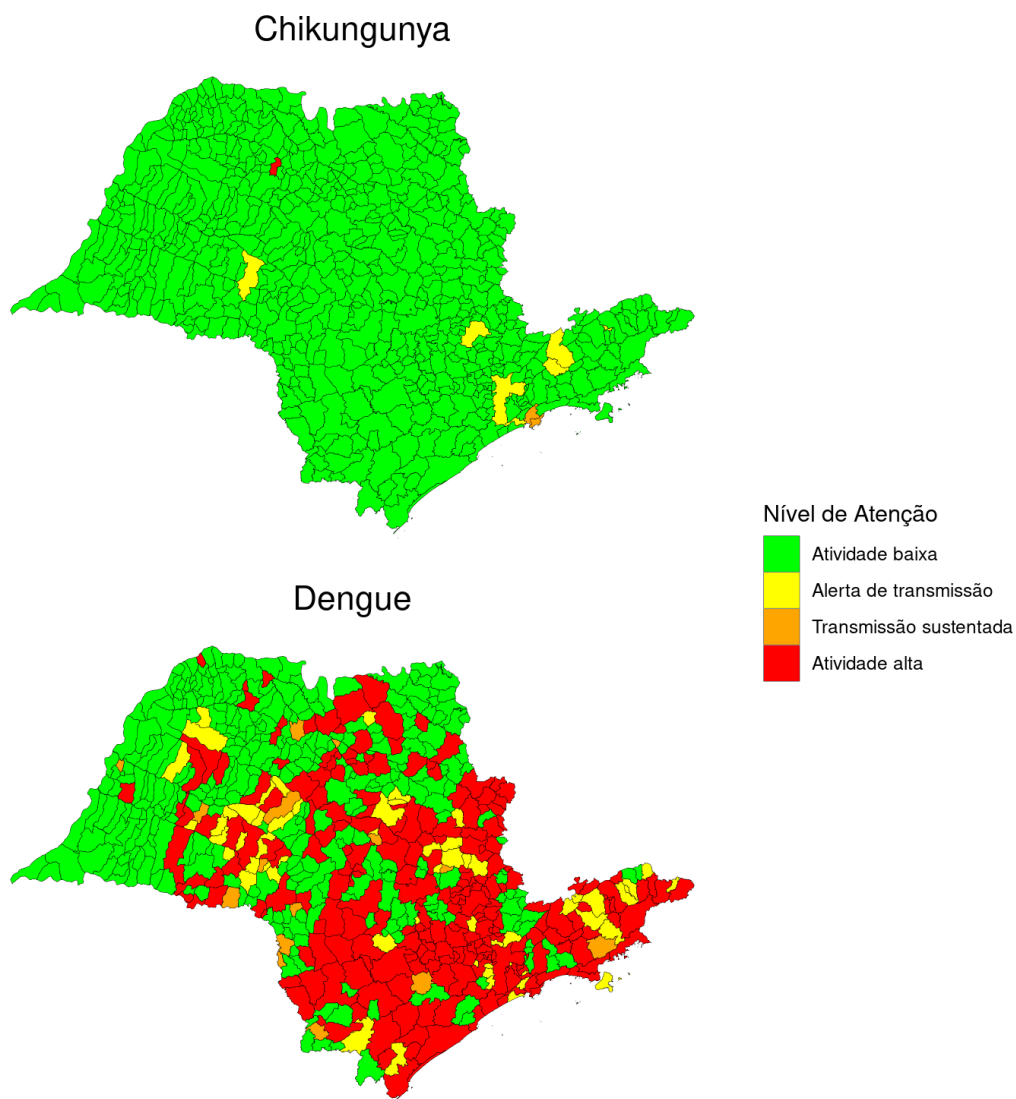 Chikungunya
Nível de Atenção
Atividade baixa
Alerta de transmissão
Transmissão sustentada
Atividade alta
Dengue